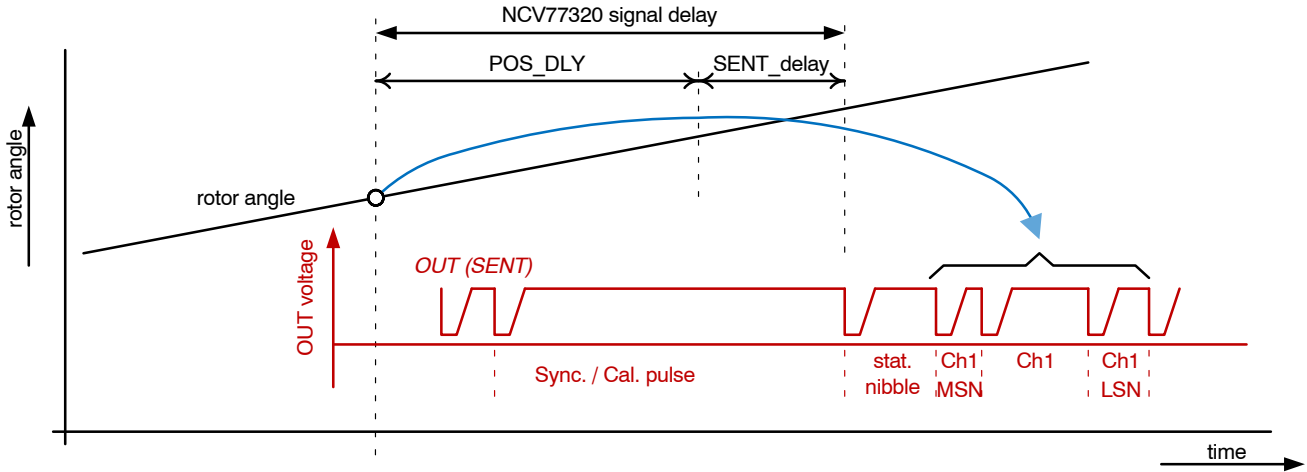 NCV77320 signal delay
POS_DLY
SENT_delay
rotor angle
rotor angle
OUT voltage
OUT (SENT)
Sync. / Cal. pulse
stat.
nibble
Ch1
MSN
Ch1
Ch1
LSN
time